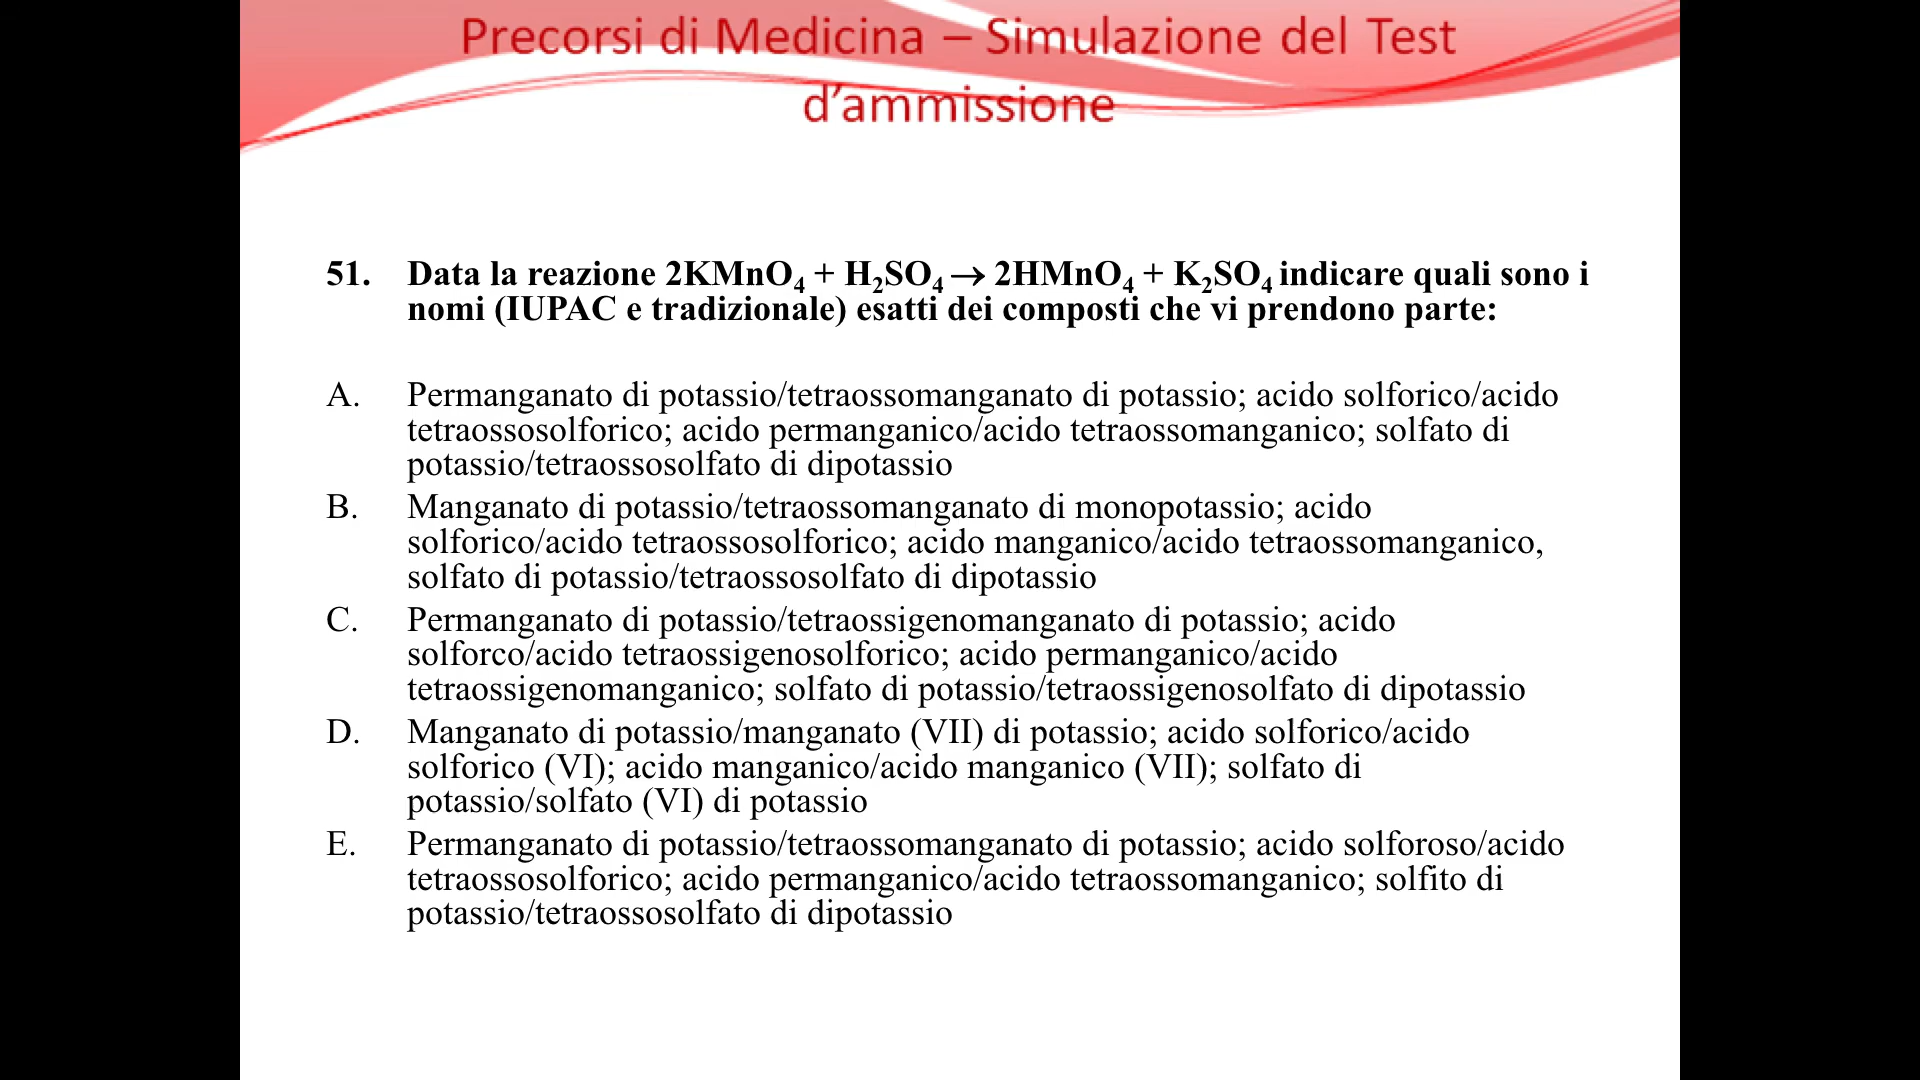 Precorsi di Medicina – Simulazione del Test
d’ammissione
51. Data la reazione 2KMnO₄ + H₂SO₄ → 2HMnO₄ + K₂SO₄ indicare quali sono i
nomi (IUPAC e tradizionale) esatti dei composti che vi prendono parte:
A. Permanganato di potassio/tetraossomanganato di potassio; acido solforico/acido
tetraossosolforico; acido permanganico/acido tetraossomanganico; solfato di
potassio/tetraossosolfato di dipotassio
B. Manganato di potassio/tetraossomanganato di monopotassio; acido
solforico/acido tetraossosolforico; acido manganico/acido tetraossomanganico,
solfato di potassio/tetraossosolfato di dipotassio
C. Permanganato di potassio/tetraossigenomanganato di potassio; acido
solforco/acido tetraossigenosolforico; acido permanganico/acido
tetraossigenomanganico; solfato di potassio/tetraossigenosolfato di dipotassio
D. Manganato di potassio/manganato (VII) di potassio; acido solforico/acido
solforico (VI); acido manganico/acido manganico (VII); solfato di
potassio/solfato (VI) di potassio
E. Permanganato di potassio/tetraossomanganato di potassio; acido solforoso/acido
tetraossosolforico; acido permanganico/acido tetraossomanganico; solfito di
potassio/tetraossosolfato di dipotassio